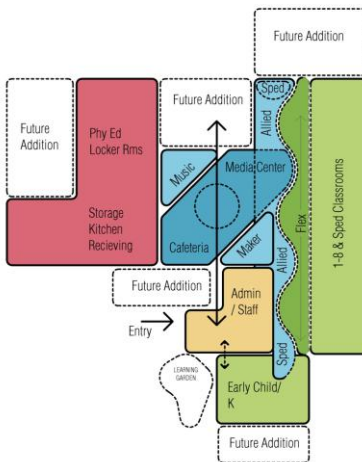 Future Addition
Sped
Future
Addition
Future Addition
Phy Ed
Locker Rms
Allied
Music
Media Center
Storage
Kitchen
Recieving
Cafeteria
Maker
Flex
1-8 & Sped Classrooms
Allied
Future Addition
Admin
/ Staff
Entry
Sped
LEARNING
GARDEN
Early Child/
K
Future Addition